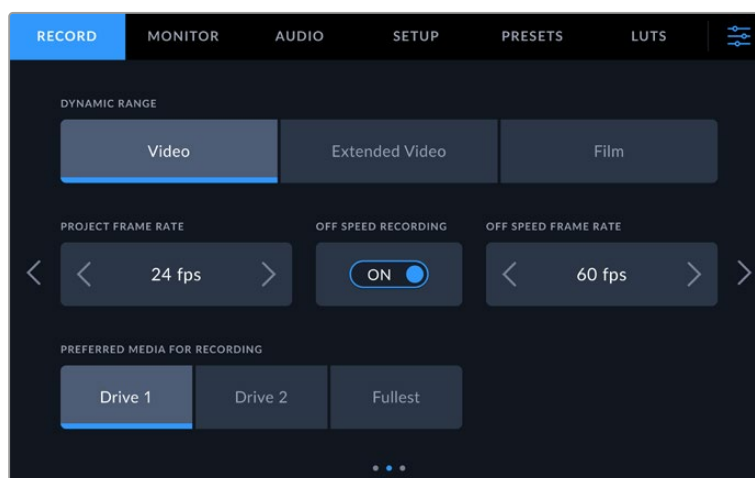 RECORD MONITOR AUDIO SETUP PRESETS LUTS
DYNAMIC RANGE
Video Extended Video Film
PROJECT FRAME RATE OFF SPEED RECORDING OFF SPEED FRAME RATE
24 fps ON 60 fps
PREFERRED MEDIA FOR RECORDING
Drive 1 Drive 2 Fullest